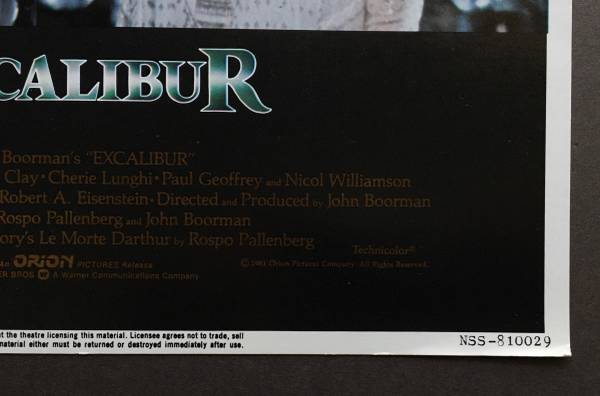 CALIBUR
Boorman's "EXCALIBUR"
Clay • Cherie Lunghi • Paul Geoffrey and Nicol Williamson
Robert A. Eisenstein • Directed and Produced by John Boorman
Rospo Pallenberg and John Boorman
ory's Le Morte Darthur by Rospo Pallenberg
Technicolor®
An ORION PICTURES Release
©1981 Orion Pictures Company. All Rights Reserved.
ER BROS A Warner Communications Company
t the theatre licensing this material. Licensee agrees not to trade, sell
material either must be returned or destroyed immediately after use.
NSS-810029